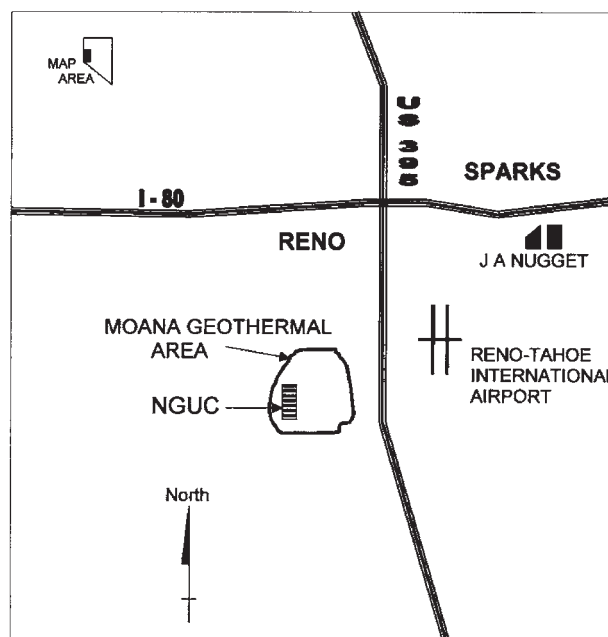 MAP
AREA
US 395
SPARKS
I-80
RENO
J A NUGGET
MOANA GEOTHERMAL
AREA
RENO-TAHOE
INTERNATIONAL
AIRPORT
NGUC
North